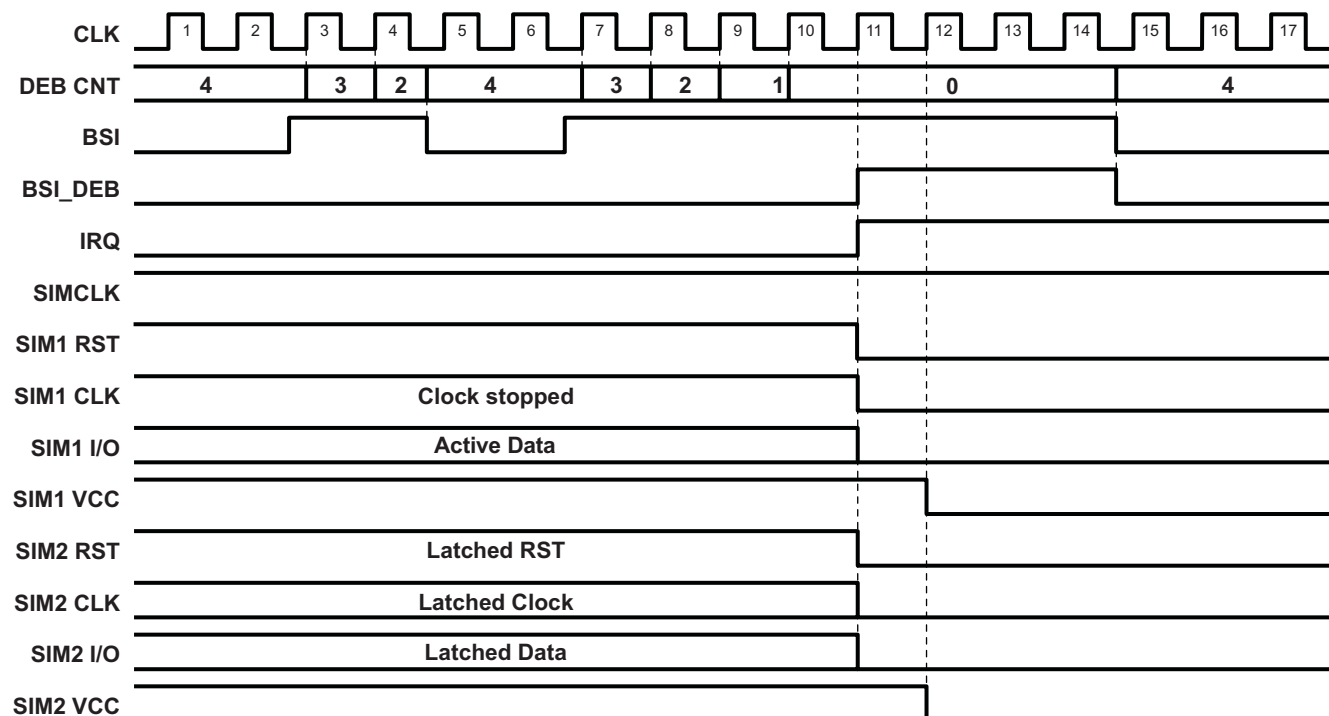 CLK 1 2 3 4 5 6 7 8 9 10 11 12 13 14 15 16 17
DEB CNT 4 3 2 4 3 2 1 0 4
BSI
BSI_DEB
IRQ
SIMCLK
SIM1 RST
SIM1 CLK Clock stopped
SIM1 I/O Active Data
SIM1 VCC
SIM2 RST Latched RST
SIM2 CLK Latched Clock
SIM2 I/O Latched Data
SIM2 VCC